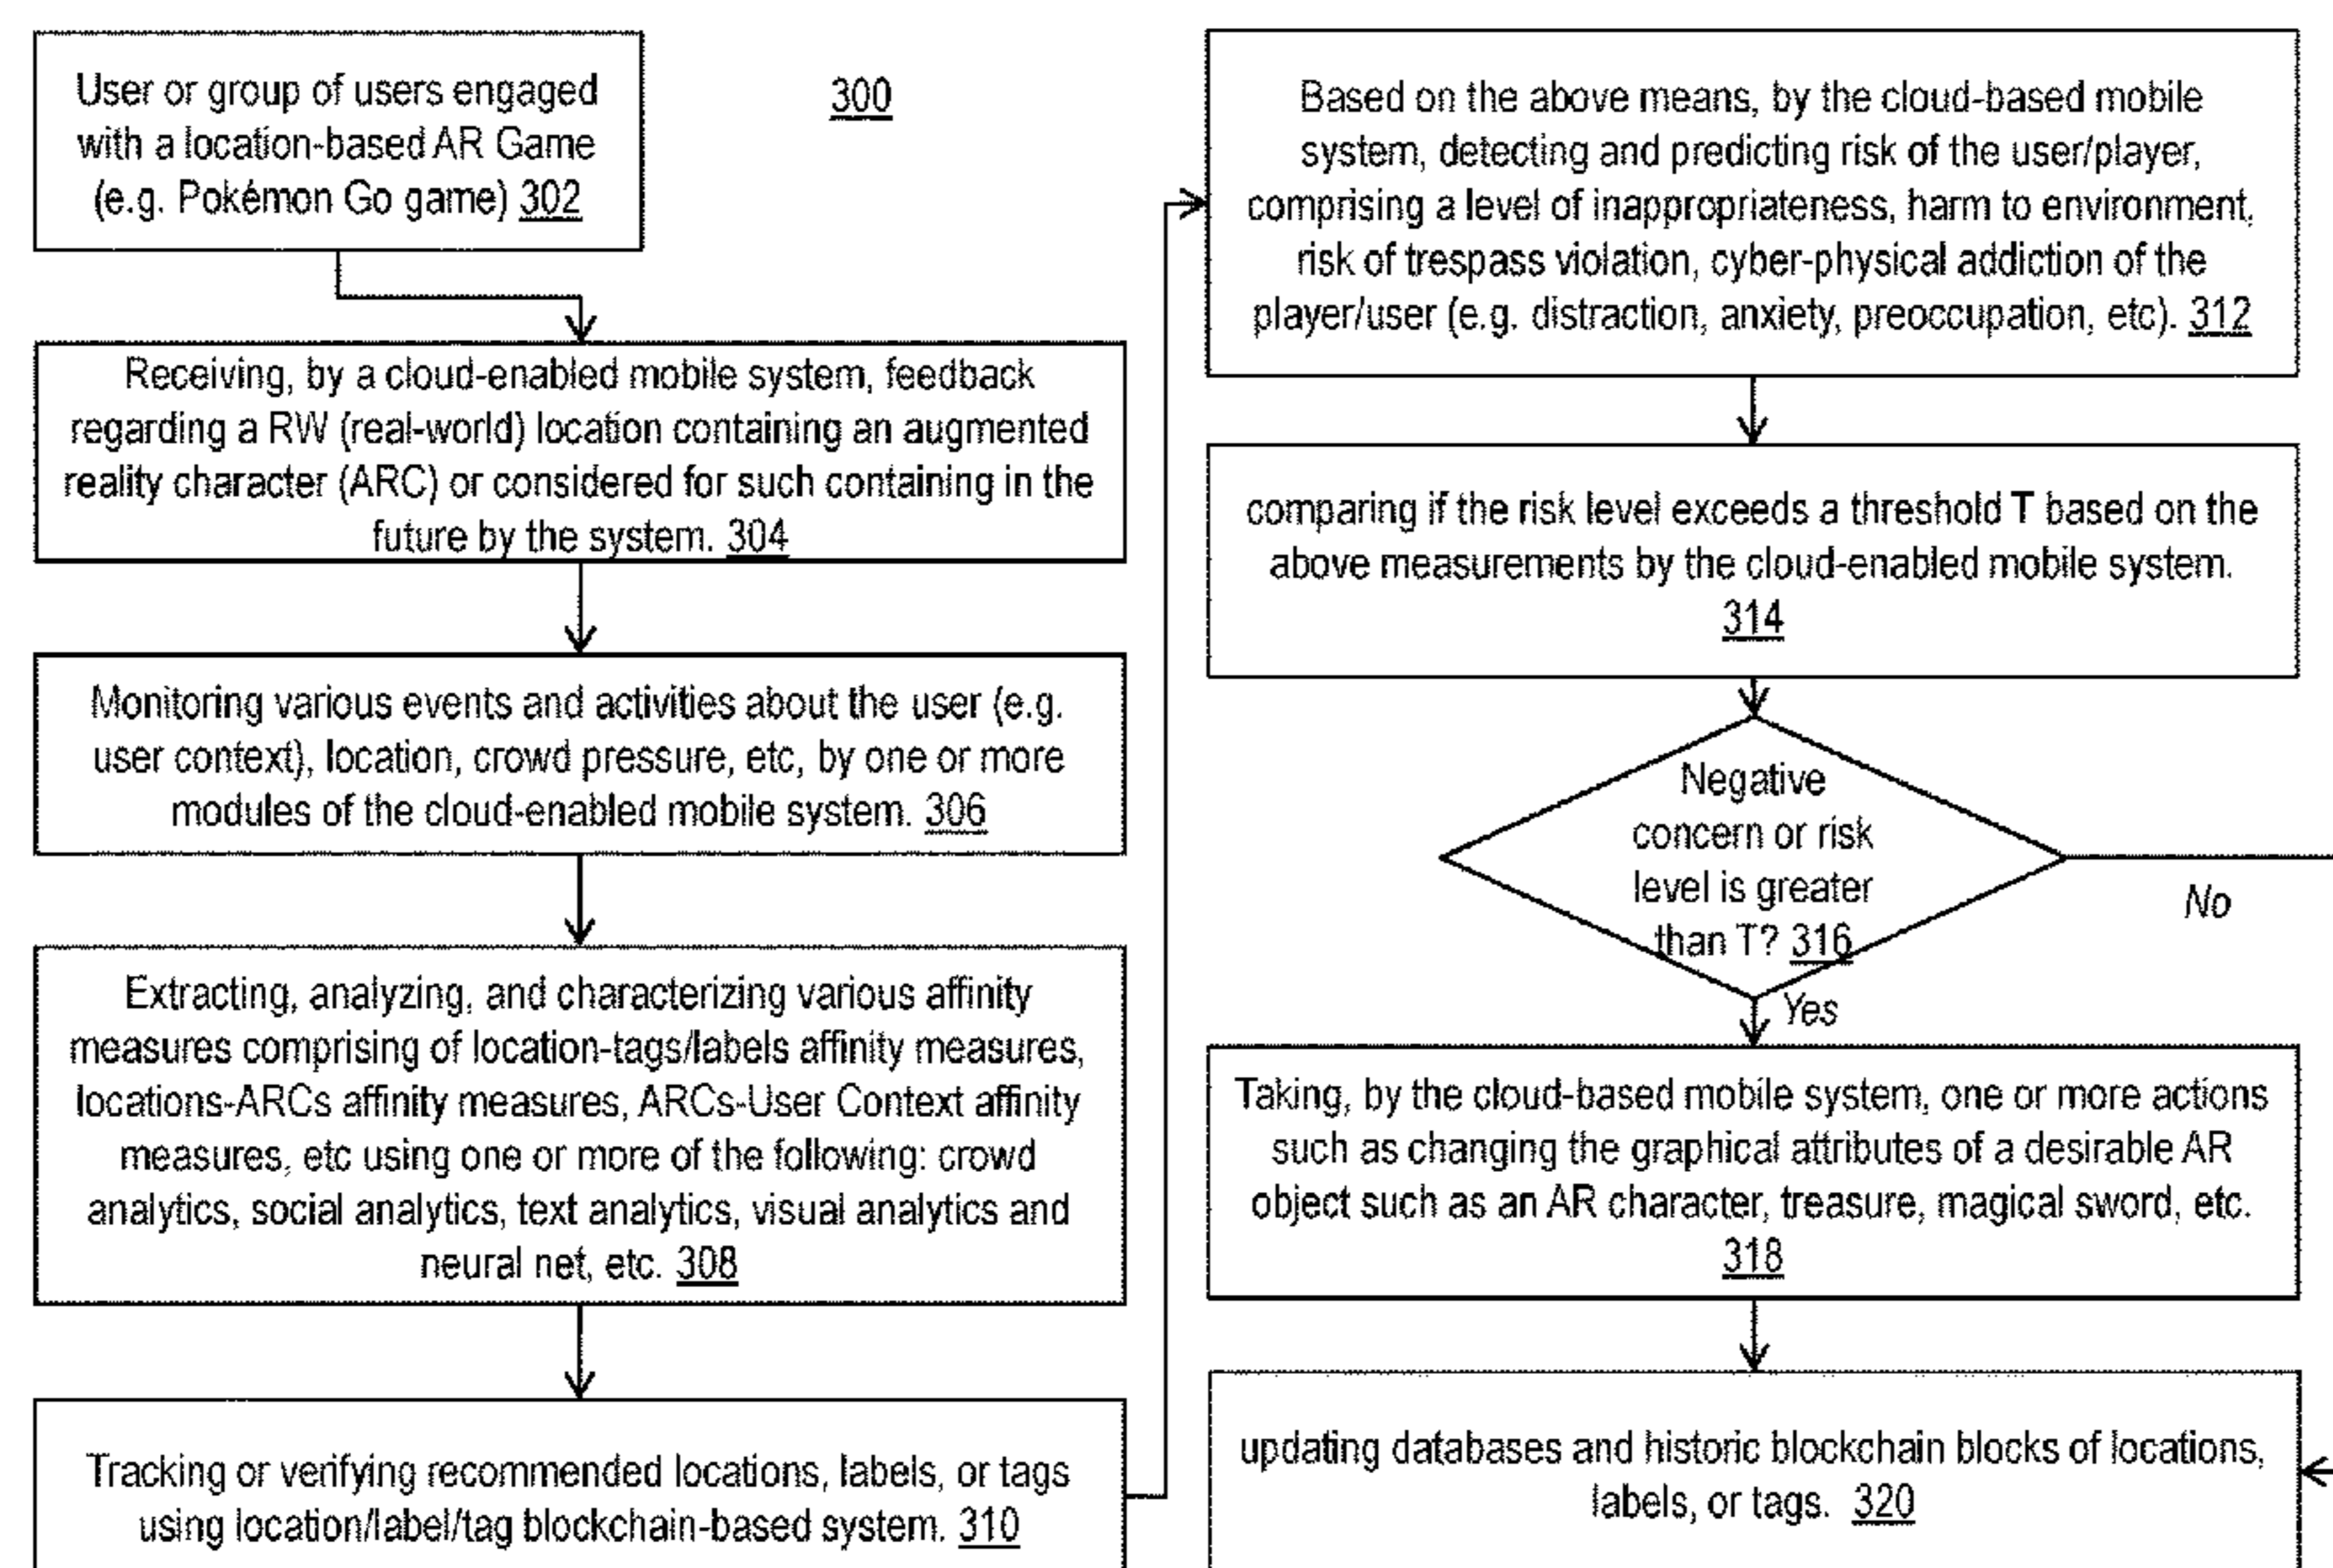 User or group of users engaged
with a location-based AR Game
(e.g. Pokémon Go game) 302
300
Receiving, by a cloud-enabled mobile system, feedback
regarding a RW (real-world) location containing an augmented
reality character (ARC) or considered for such containing in the
future by the system. 304
Monitoring various events and activities about the user (e.g.
user context), location, crowd pressure, etc, by one or more
modules of the cloud-enabled mobile system. 306
Extracting, analyzing, and characterizing various affinity
measures comprising of location-tags/labels affinity measures,
locations-ARCs affinity measures, ARCs-User Context affinity
measures, etc using one or more of the following: crowd
analytics, social analytics, text analytics, visual analytics and
neural net, etc. 308
Tracking or verifying recommended locations, labels, or tags
using location/label/tag blockchain-based system. 310
Based on the above means, by the cloud-based mobile
system, detecting and predicting risk of the user/player,
comprising a level of inappropriateness, harm to environment,
risk of trespass violation, cyber-physical addiction of the
player/user (e.g. distraction, anxiety, preoccupation, etc). 312
comparing if the risk level exceeds a threshold T based on the
above measurements by the cloud-enabled mobile system.
314
Negative
concern or risk
level is greater
than T? 316
No
Yes
Taking, by the cloud-based mobile system, one or more actions
such as changing the graphical attributes of a desirable AR
object such as an AR character, treasure, magical sword, etc.
318
updating databases and historic blockchain blocks of locations,
labels, or tags. 320